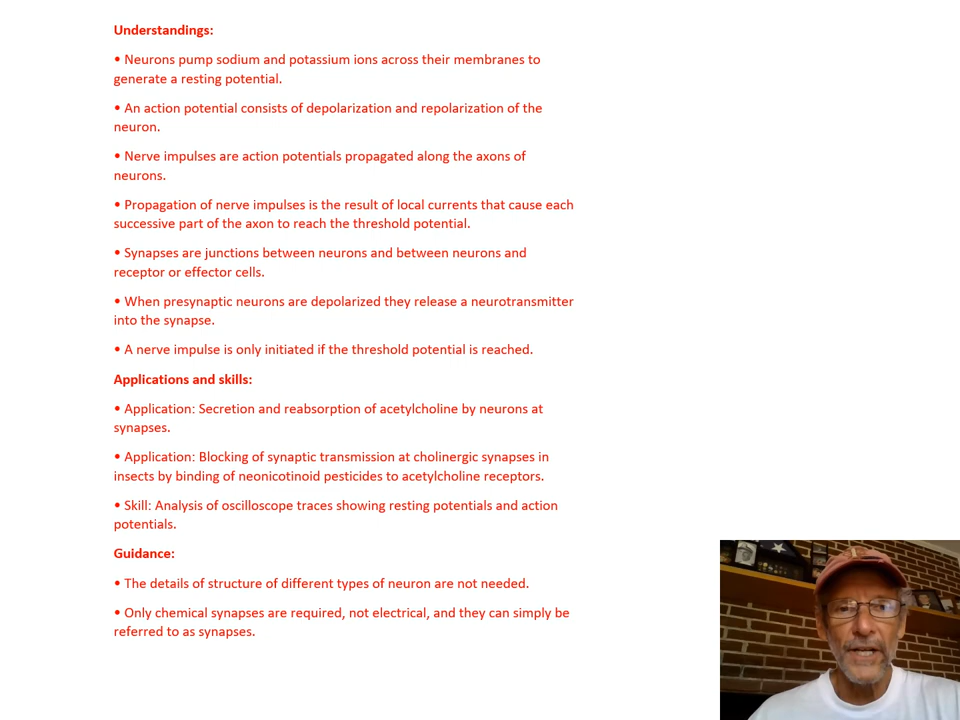 Understandings:
• Neurons pump sodium and potassium ions across their membranes to
generate a resting potential.
• An action potential consists of depolarization and repolarization of the
neuron.
• Nerve impulses are action potentials propagated along the axons of
neurons.
• Propagation of nerve impulses is the result of local currents that cause each
successive part of the axon to reach the threshold potential.
• Synapses are junctions between neurons and between neurons and
receptor or effector cells.
• When presynaptic neurons are depolarized they release a neurotransmitter
into the synapse.
• A nerve impulse is only initiated if the threshold potential is reached.
Applications and skills:
• Application: Secretion and reabsorption of acetylcholine by neurons at
synapses.
• Application: Blocking of synaptic transmission at cholinergic synapses in
insects by binding of neonicotinoid pesticides to acetylcholine receptors.
• Skill: Analysis of oscilloscope traces showing resting potentials and action
potentials.
Guidance:
• The details of structure of different types of neuron are not needed.
• Only chemical synapses are required, not electrical, and they can simply be
referred to as synapses.